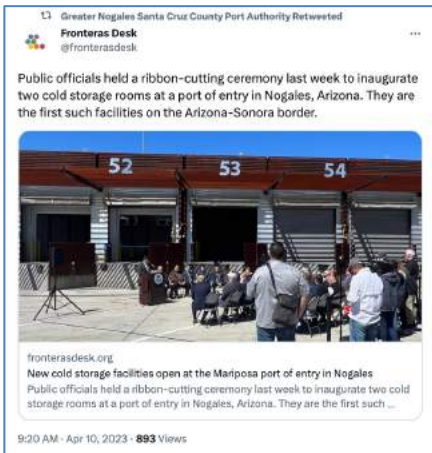 Greater Nogales Santa Cruz County Port Authority Retweeted
Fronteras Desk
@fronterasdesk
Public officials held a ribbon-cutting ceremony last week to inaugurate
two cold storage rooms at a port of entry in Nogales, Arizona. They are
the first such facilities on the Arizona-Sonora border.
52 53 54
fronterasdesk.org
New cold storage facilities open at the Mariposa port of entry in Nogales
Public officials held a ribbon-cutting ceremony last week to inaugurate two cold
storage rooms at a port of entry in Nogales, Arizona. They are the first such ...
9:20 AM · Apr 10, 2023 · 893 Views